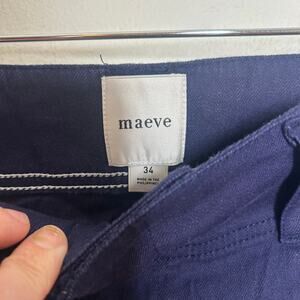 maeve
34
MADE IN THE
PHILIPPINES